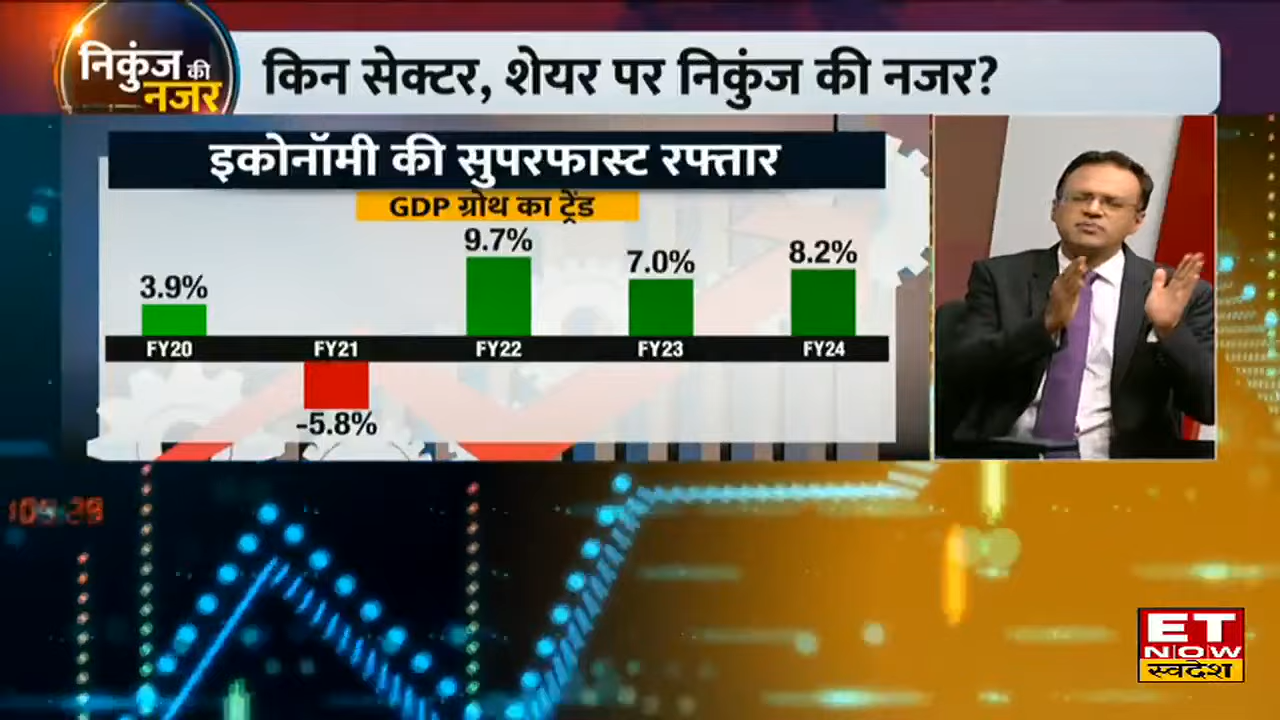 निकुंज की
नजर
किन सेक्टर, शेयर पर निकुंज की नजर?
इकोनॉमी की सुपरफास्ट रफ्तार
GDP ग्रोथ का ट्रेंड
3.9%
9.7%
7.0%
8.2%
FY20
FY21
FY22
FY23
FY24
-5.8%
ET
NOW
स्वदेश